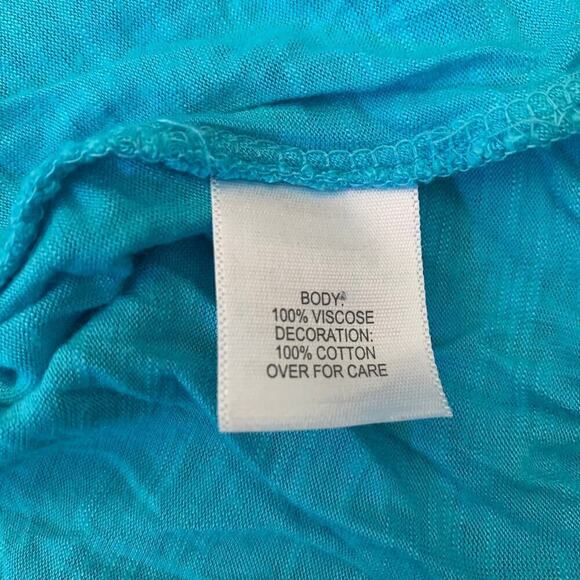 BODY:
100% VISCOSE
DECORATION:
100% COTTON
OVER FOR CARE